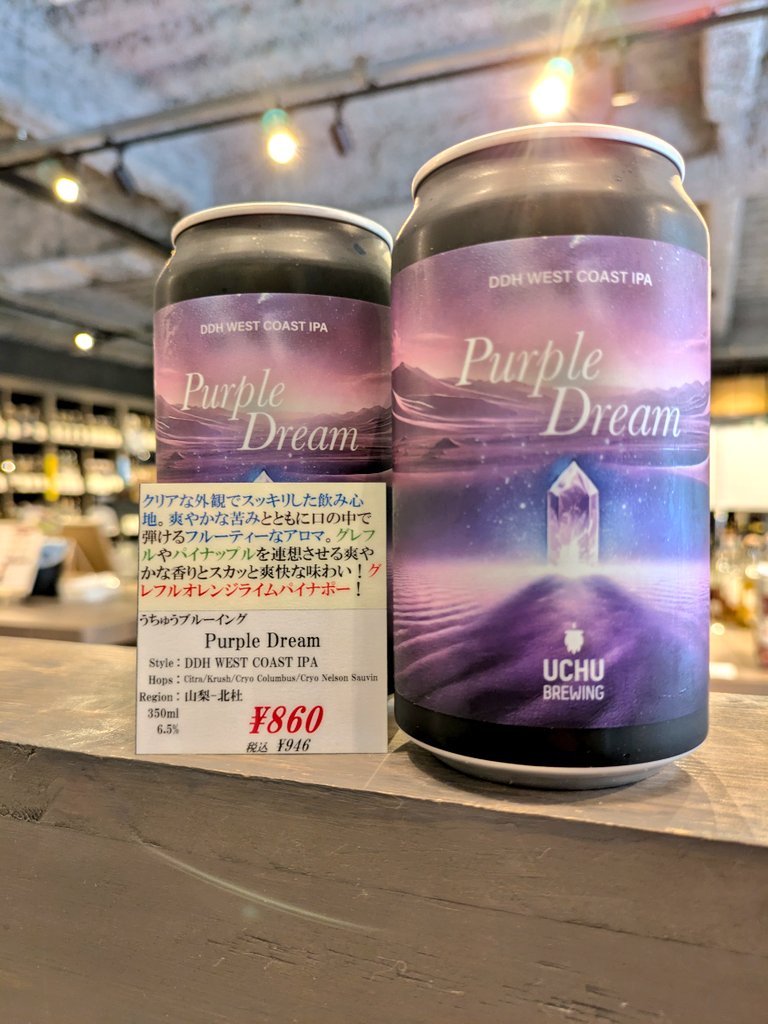 DDH WEST COAST IPA
Purple
Dream
DDH WEST COAST IPA
Purple
Dream
UCHU
BREWING
クリアな外観でスッキリした飲み心
地。爽やかな苦みとともに口の中で
弾けるフルーティーなアロマ。グレフ
ルやパイナップルを連想させる爽や
かな香りとスカッと爽快な味わい！グ
レフルオレンジライムパイナポー！
うちゅうブルーイング
Purple Dream
Style：DDH WEST COAST IPA
Hops：Citra/Krush/Cryo Columbus/Cryo Nelson Sauvin
Region：山梨-北杜
350ml
6.5%
¥860
税込 ¥946